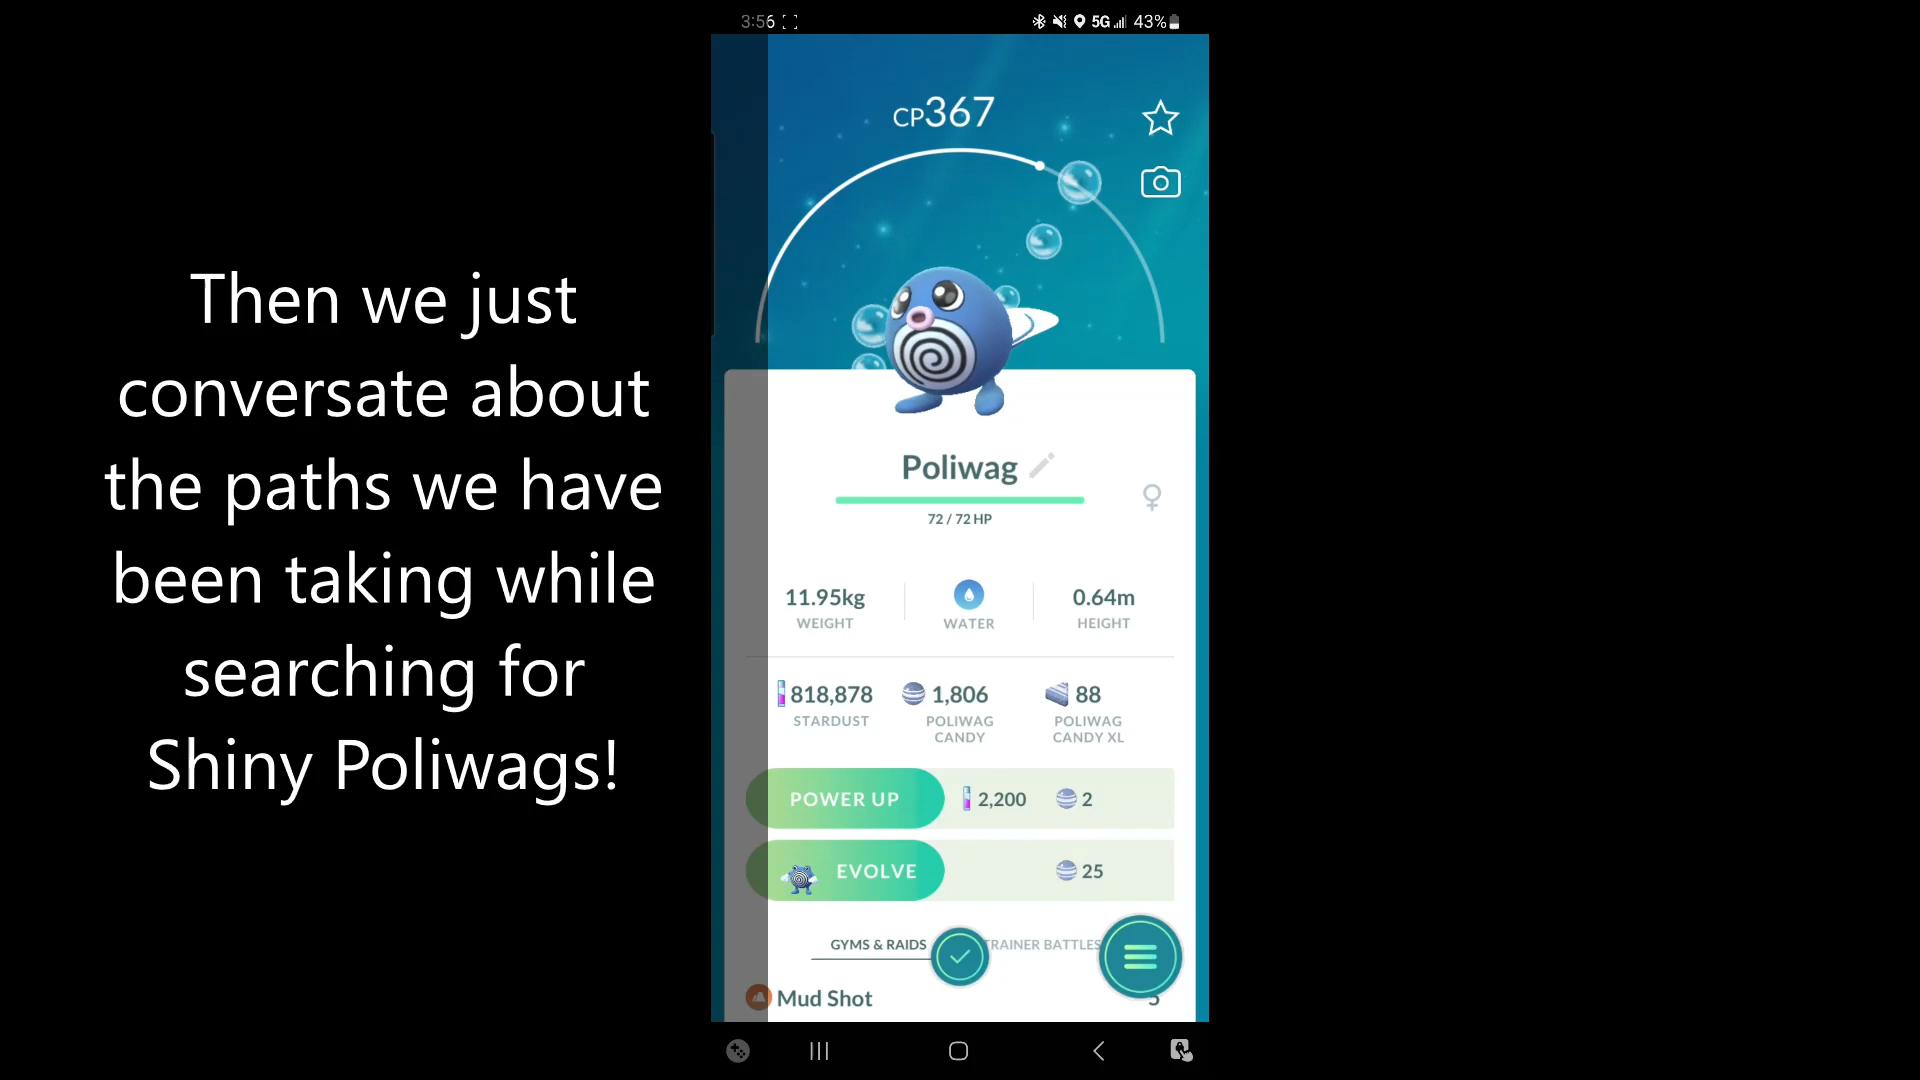 3:56
5G 43%
CP367
Then we just
conversate about
the paths we have
been taking while
searching for
Shiny Poliwags!
Poliwag
72 / 72 HP
11.95kg
WEIGHT
WATER
0.64m
HEIGHT
818,878
STARDUST
1,806
POLIWAG
CANDY
88
POLIWAG
CANDY XL
POWER UP 2,200 2
EVOLVE 25
GYMS & RAIDS TRAINER BATTLES
Mud Shot 5